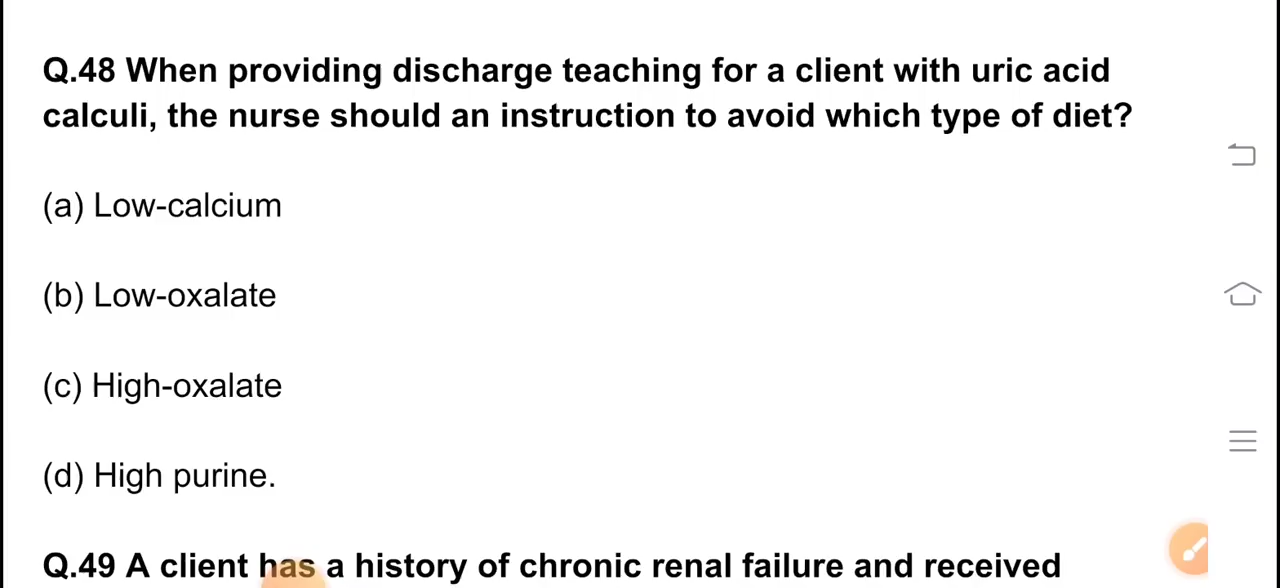 Q.48 When providing discharge teaching for a client with uric acid
calculi, the nurse should an instruction to avoid which type of diet?
(a) Low-calcium
(b) Low-oxalate
(c) High-oxalate
(d) High purine.
Q.49 A client has a history of chronic renal failure and received